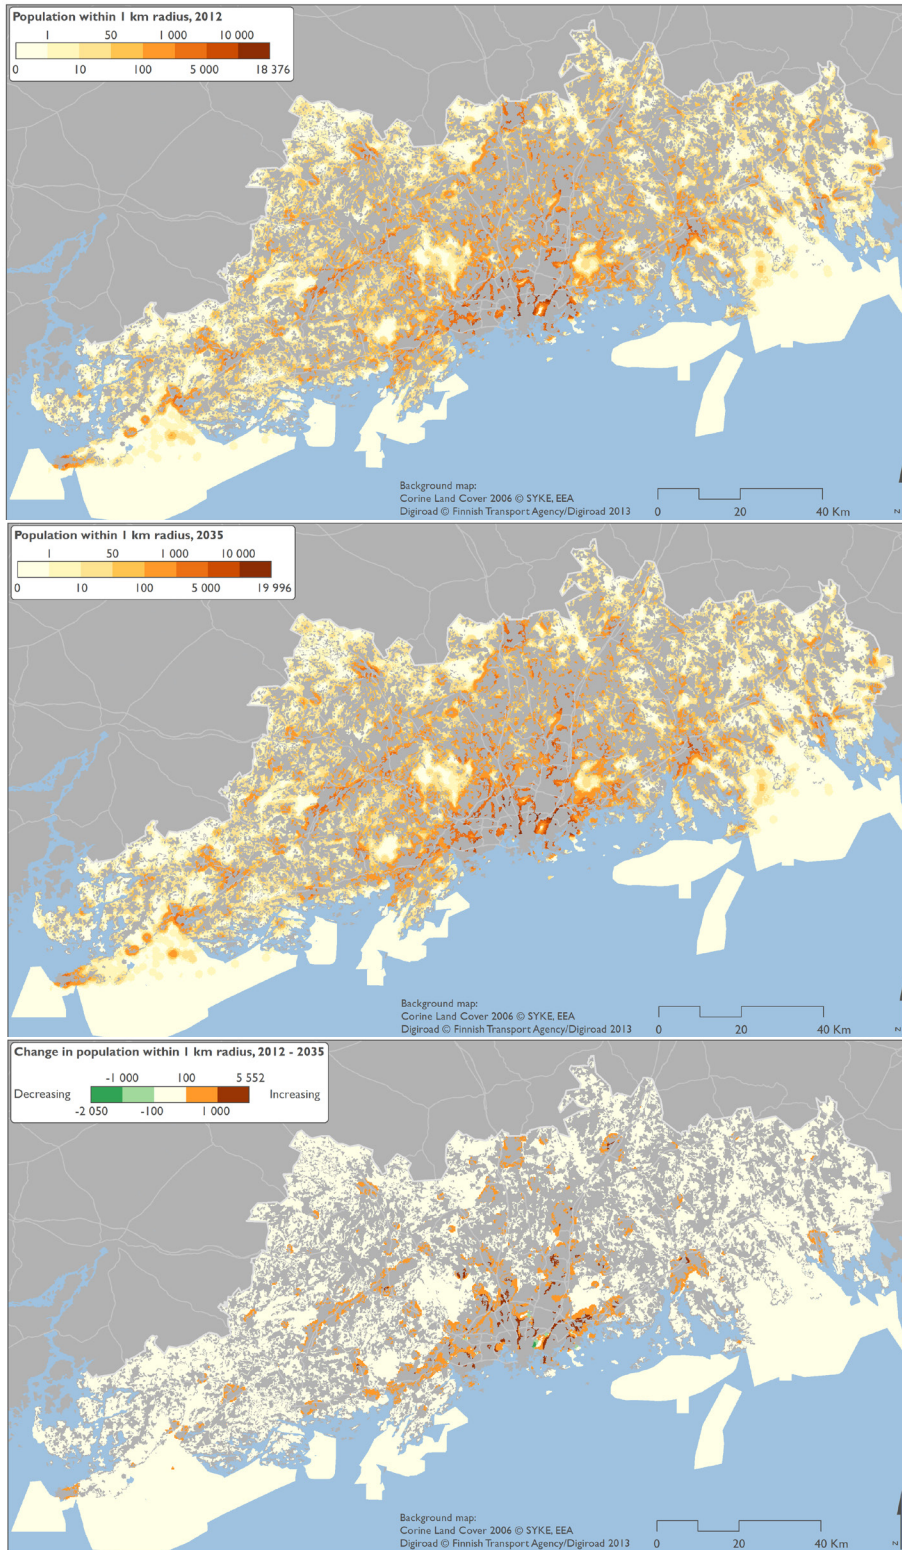 Population within 1 km radius, 2012
1 50 1 000 10 000
0 10 100 5 000 18 376
Background map:
Corine Land Cover 2006 © SYKE, EEA
Digiroad © Finnish Transport Agency/Digiroad 2013
0 20 40 Km
N
Population within 1 km radius, 2035
1 50 1 000 10 000
0 10 100 5 000 19 996
Background map:
Corine Land Cover 2006 © SYKE, EEA
Digiroad © Finnish Transport Agency/Digiroad 2013
0 20 40 Km
N
Change in population within 1 km radius, 2012 - 2035
-1 000 100 5 552
Decreasing Increasing
-2 050 -100 1 000
Background map:
Corine Land Cover 2006 © SYKE, EEA
Digiroad © Finnish Transport Agency/Digiroad 2013
0 20 40 Km
N